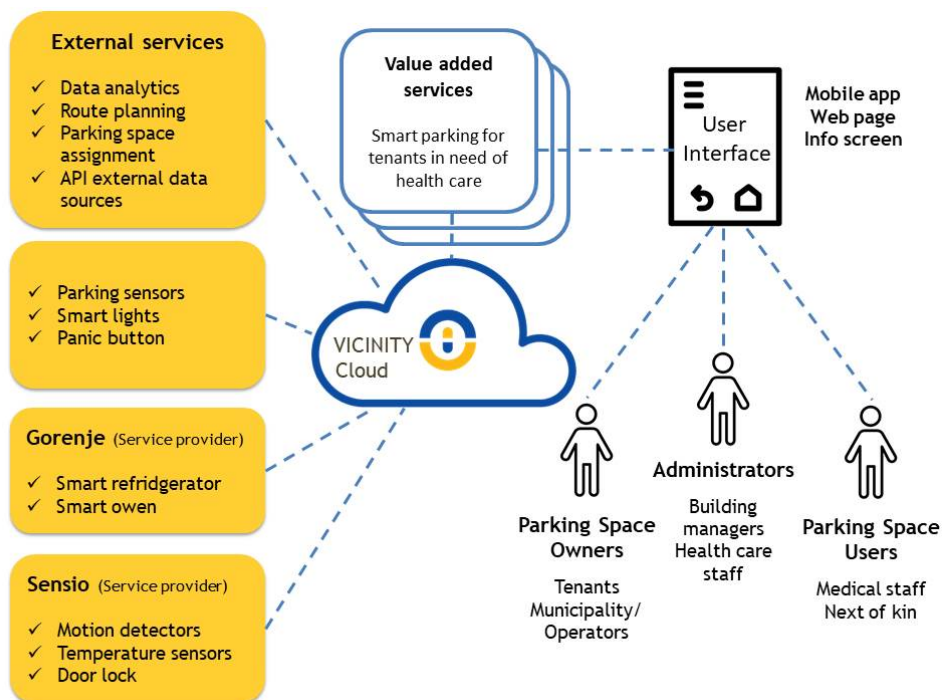 External services
✓ Data analytics
✓ Route planning
✓ Parking space
assignment
✓ API external data
sources
✓ Parking sensors
✓ Smart lights
✓ Panic button
Gorenje (Service provider)
✓ Smart refridgerator
✓ Smart owen
Sensio (Service provider)
✓ Motion detectors
✓ Temperature sensors
✓ Door lock
Value added
services
Smart parking for
tenants in need of
health care
VICINITY
Cloud
User
Interface
Mobile app
Web page
Info screen
Parking Space
Owners
Tenants
Municipality/
Operators
Administrators
Building
managers
Health care
staff
Parking Space
Users
Medical staff
Next of kin